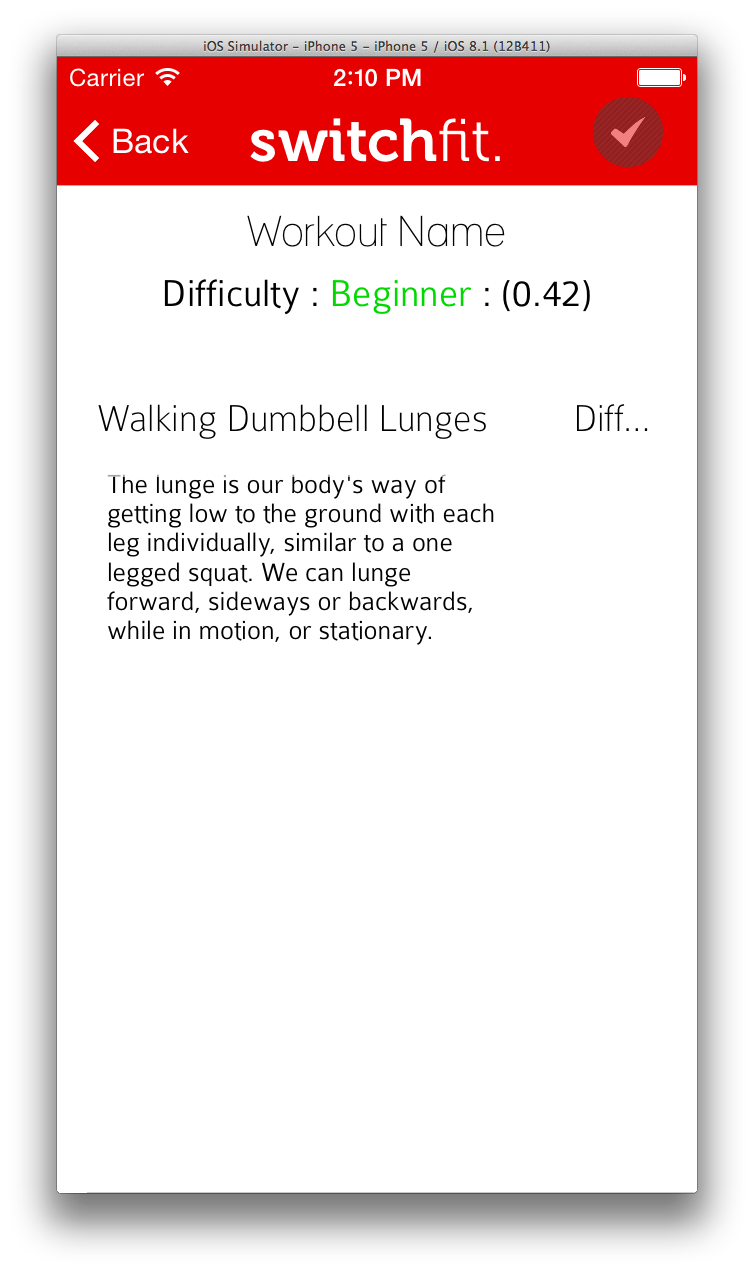 iOS Simulator – iPhone 5 – iPhone 5 / iOS 8.1 (12B411)
Carrier 2:10 PM
Back switchfit.
Workout Name
Difficulty : Beginner : (0.42)
Walking Dumbbell Lunges Diff...
The lunge is our body's way of
getting low to the ground with each
leg individually, similar to a one
legged squat. We can lunge
forward, sideways or backwards,
while in motion, or stationary.